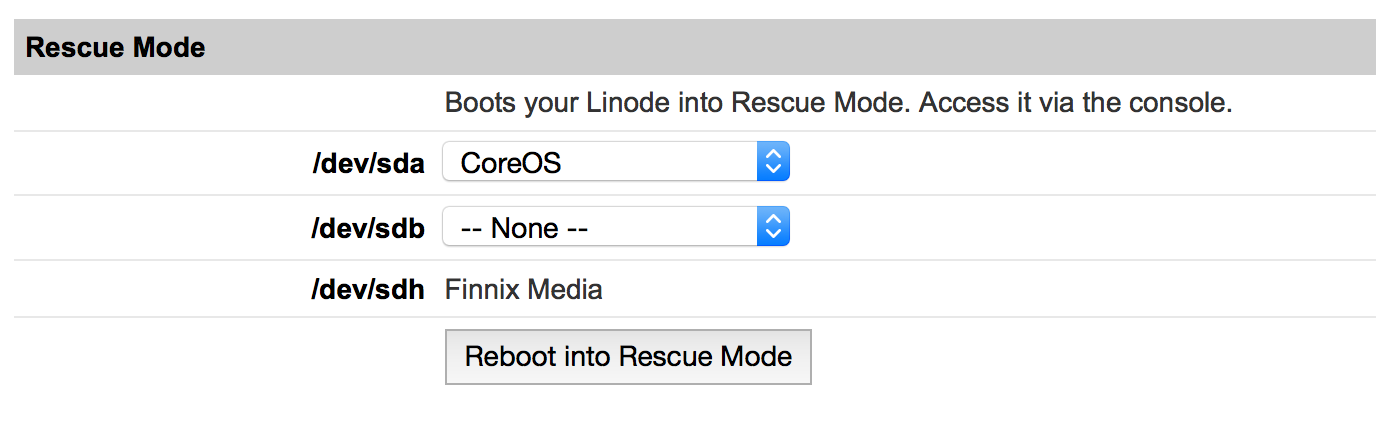 Rescue Mode
Boots your Linode into Rescue Mode. Access it via the console.
/dev/sda CoreOS
/dev/sdb -- None --
/dev/sdh Finnix Media
Reboot into Rescue Mode